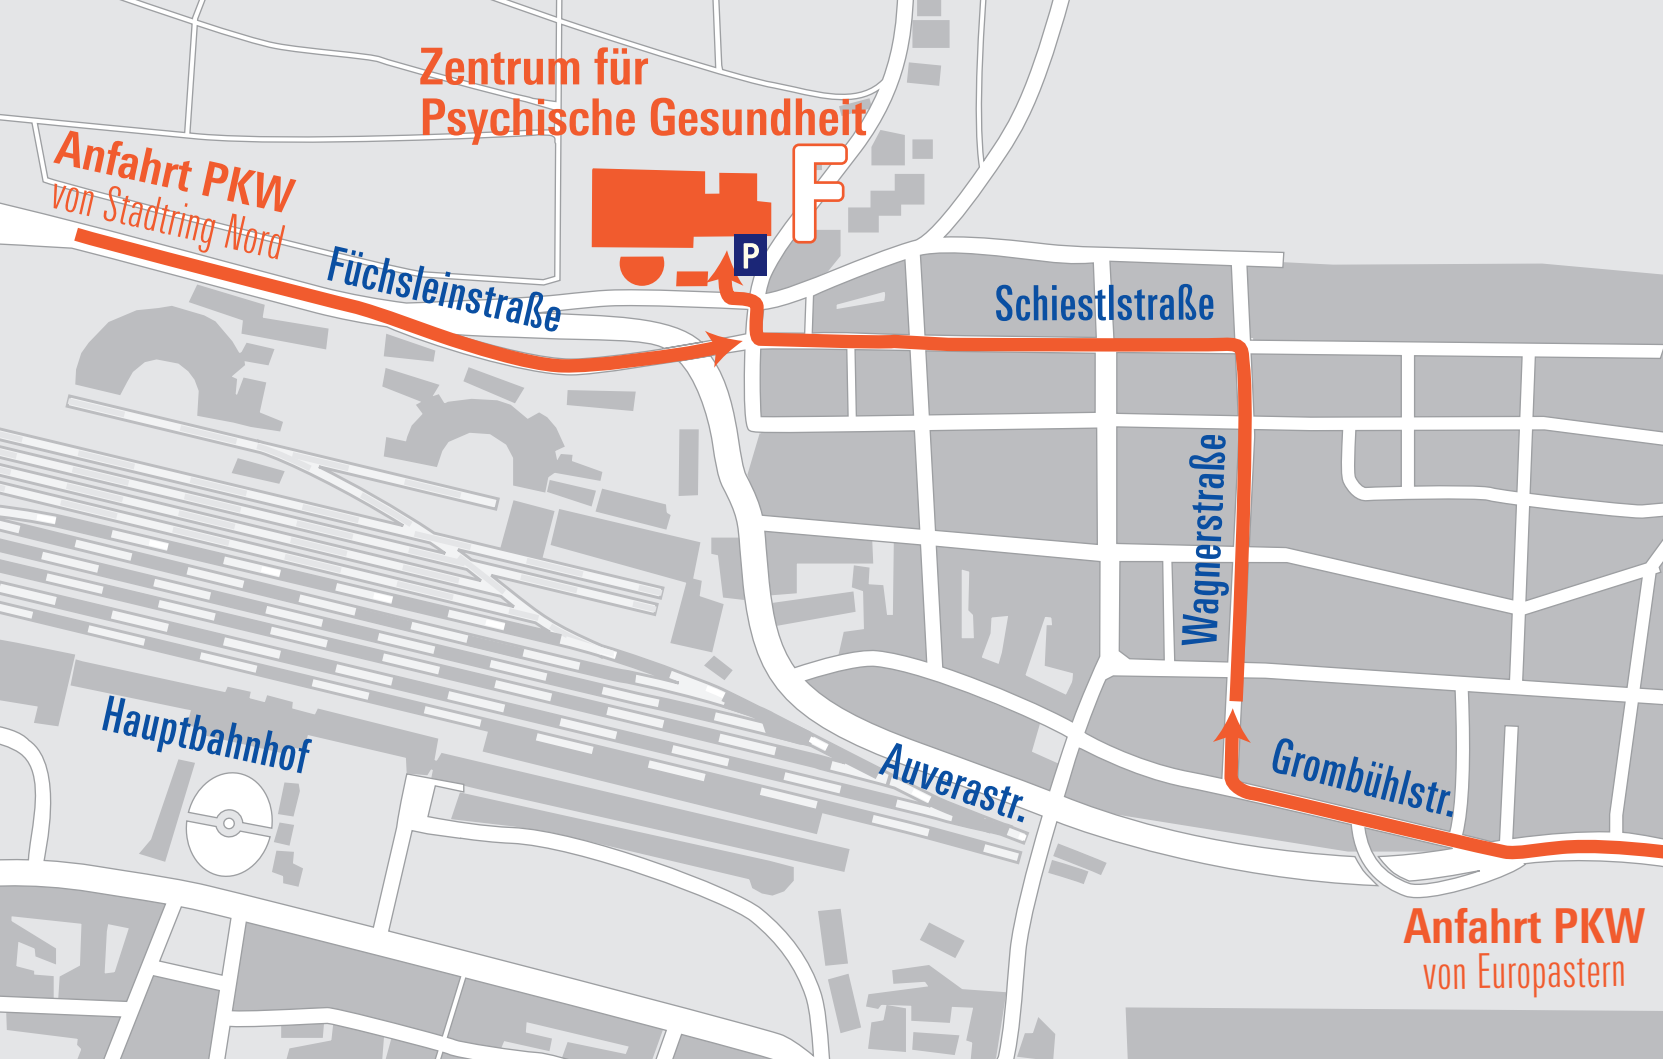 Zentrum für
Psychische Gesundheit
F
Anfahrt PKW
von Stadtring Nord
P
Füchsleinstraße
Schiestlstraße
Wagnerstraße
Hauptbahnhof
Auverastr.
Grombühlstr.
Anfahrt PKW
von Europastern